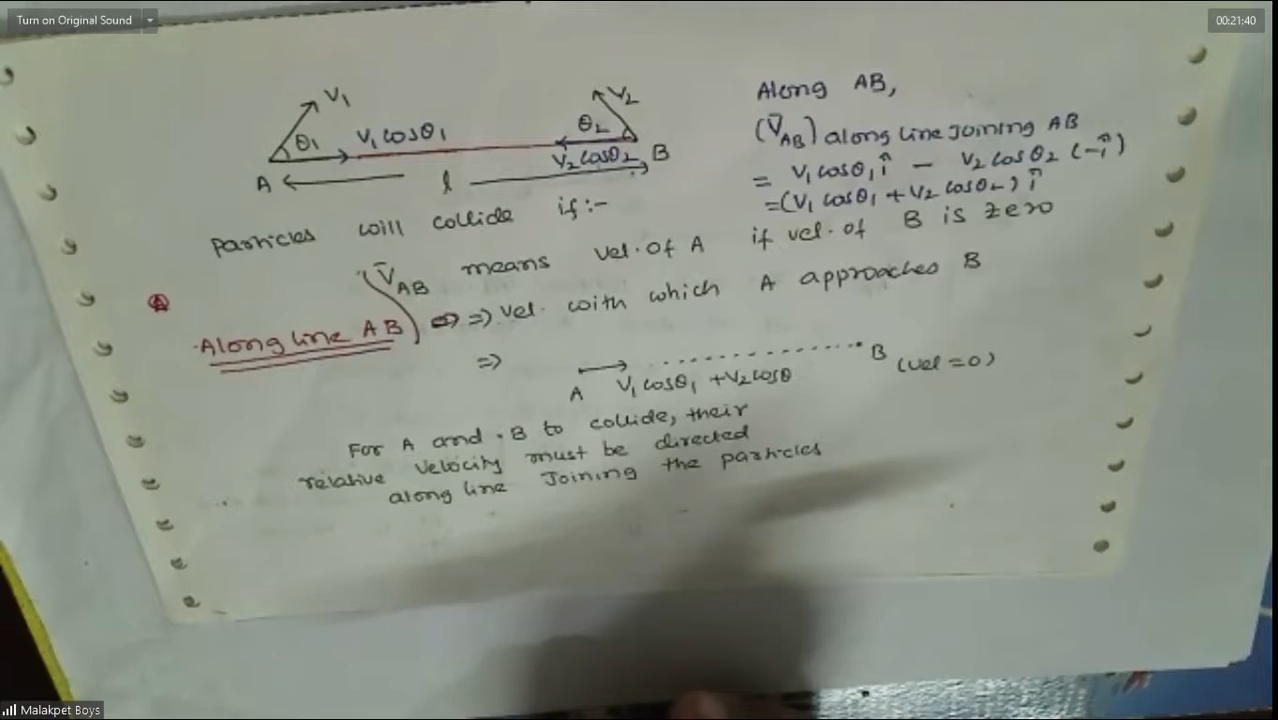 Turn on Original Sound
00:21:40
V₁
θ₁
V₁ cosθ₁
V₂
θ₂
V₂ cosθ₂
A
B
l
Along AB,
(V̄AB) along line joining AB
= V₁ cosθ₁ î - V₂ cosθ₂ (-î)
=(V₁ cosθ₁ + V₂ cosθ₂) î
Particles will collide if:-
V̄AB means vel. of A if vel. of B is zero
Along line AB) => vel. with which A approaches B
=>
A V₁ cosθ₁ + V₂ cosθ B (vel =0)
For A and B to collide, their
relative velocity must be directed
along line Joining the particles
Malakpet Boys